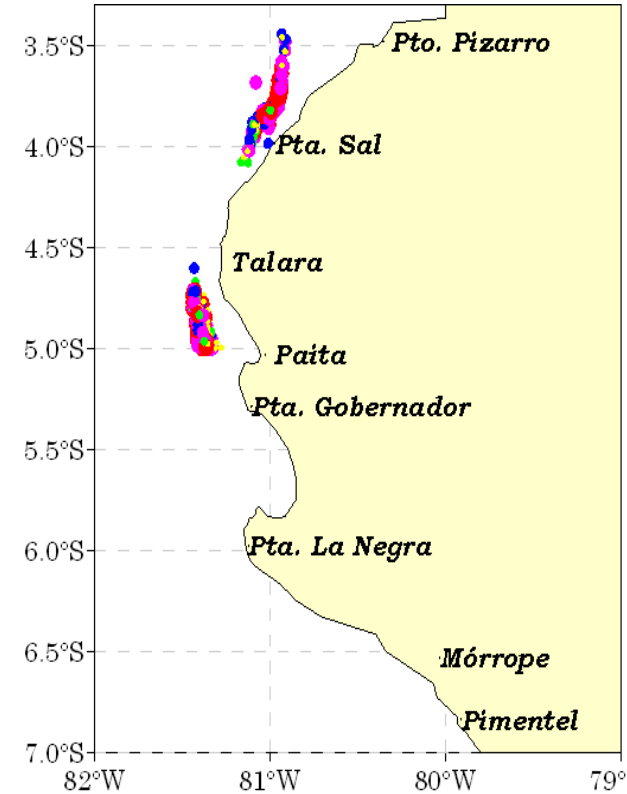 3.5°S
Pto. Pizarro
4.0°S
Pta. Sal
4.5°S
Talara
5.0°S
Paita
Pta. Gobernador
5.5°S
6.0°S
Pta. La Negra
6.5°S
Mórrope
Pimentel
7.0°S
82°W 81°W 80°W 79°